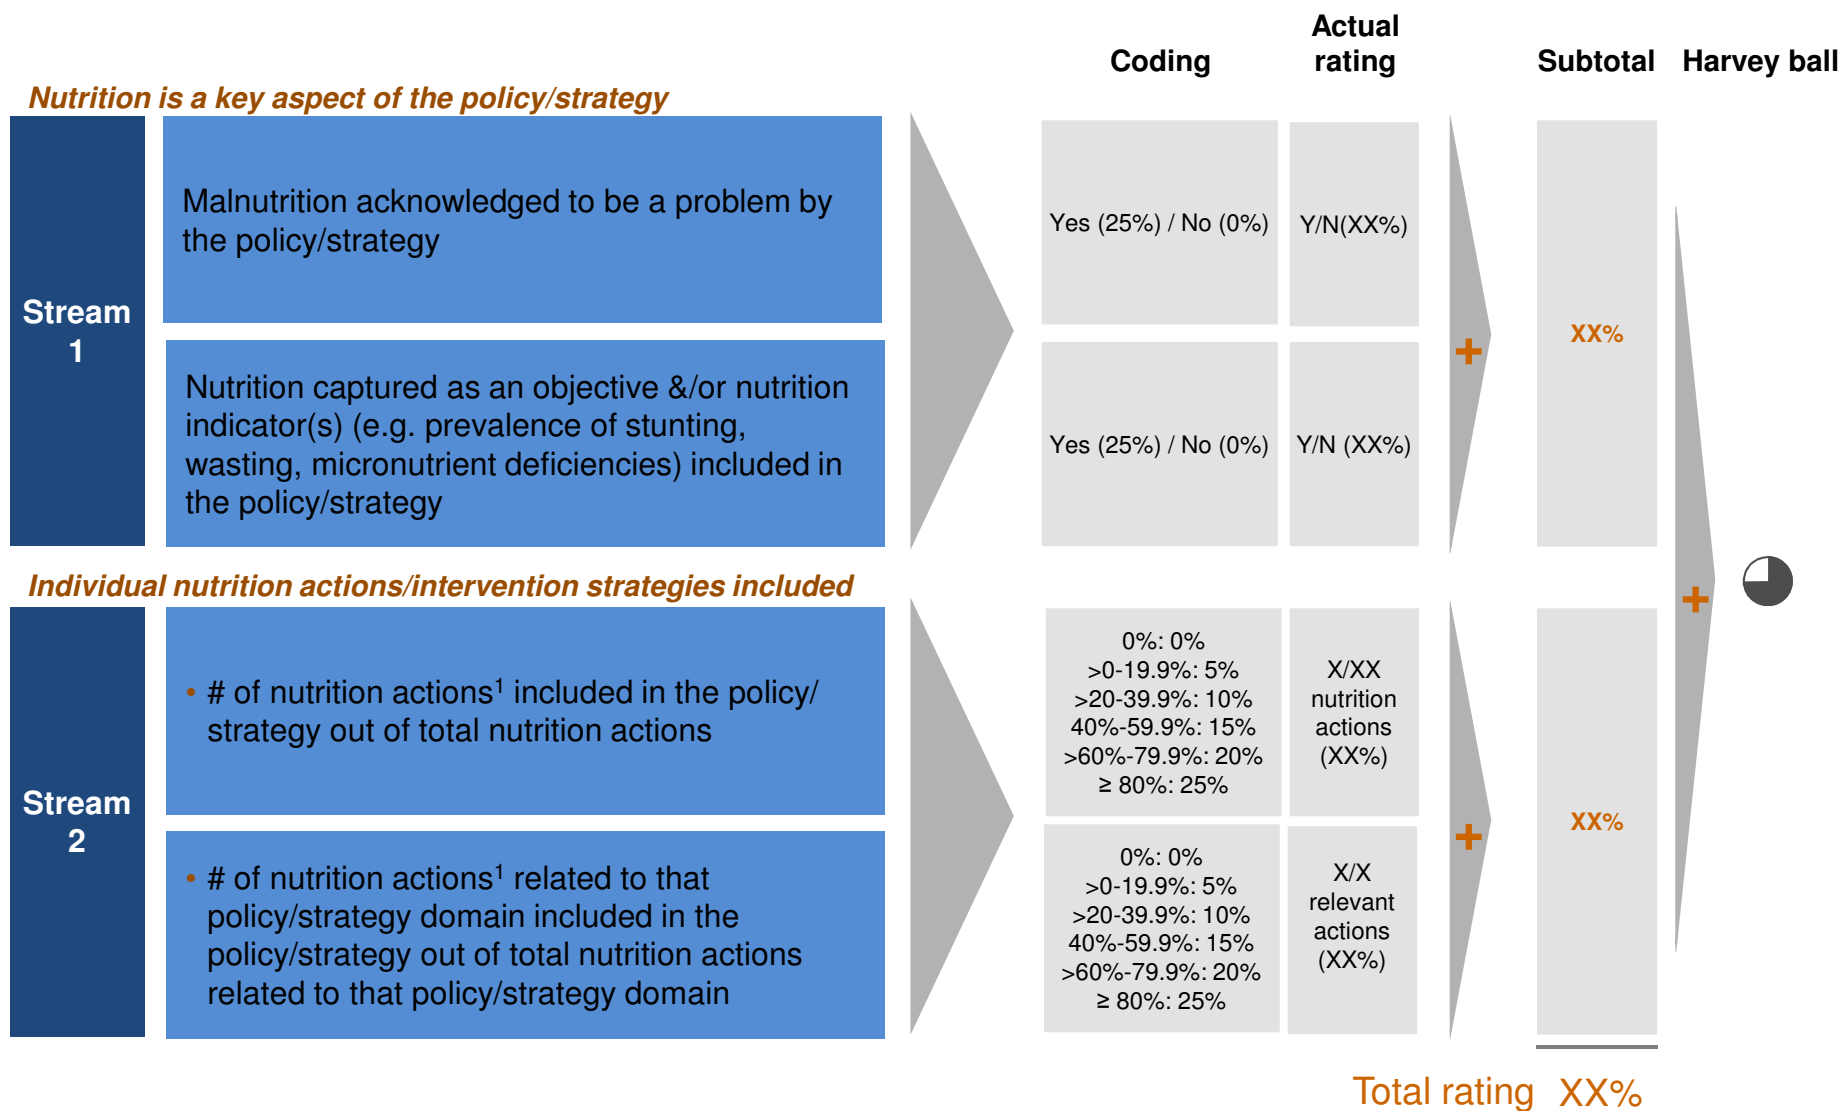 Coding
Actual
rating
Subtotal
Harvey ball
Nutrition is a key aspect of the policy/strategy
Stream
1
Malnutrition acknowledged to be a problem by
the policy/strategy
Yes (25%) / No (0%)
Y/N(XX%)
Nutrition captured as an objective &/or nutrition
indicator(s) (e.g. prevalence of stunting,
wasting, micronutrient deficiencies) included in
the policy/strategy
Yes (25%) / No (0%)
Y/N (XX%)
+
XX%
Individual nutrition actions/intervention strategies included
Stream
2
• # of nutrition actions¹ included in the policy/
strategy out of total nutrition actions
0%: 0%
>0-19.9%: 5%
>20-39.9%: 10%
40%-59.9%: 15%
>60%-79.9%: 20%
≥ 80%: 25%
X/XX
nutrition
actions
(XX%)
• # of nutrition actions¹ related to that
policy/strategy domain included in the
policy/strategy out of total nutrition actions
related to that policy/strategy domain
0%: 0%
>0-19.9%: 5%
>20-39.9%: 10%
40%-59.9%: 15%
>60%-79.9%: 20%
≥ 80%: 25%
X/X
relevant
actions
(XX%)
+
XX%
+
Total rating XX%